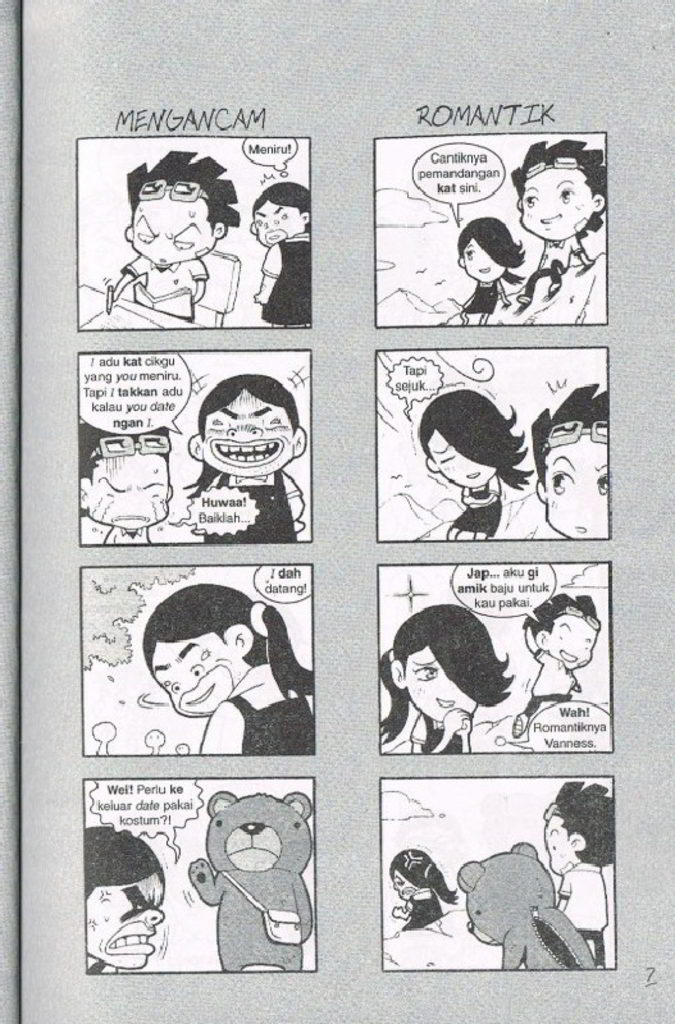 MENGANCAM
Meniru!
I adu kat cikgu
yang you meniru.
Tapi I takkan adu
kalau you date
ngan I.
Huwaa!
Baiklah...
I dah
datang!
Wei! Perlu ke
keluar date pakai
kostum?!
ROMANTIK
Cantiknya
pemandangan
kat sini.
Tapi
sejuk...
Jap... aku gi
amik baju untuk
kau pakai.
Wah!
Romantiknya
Vanness.